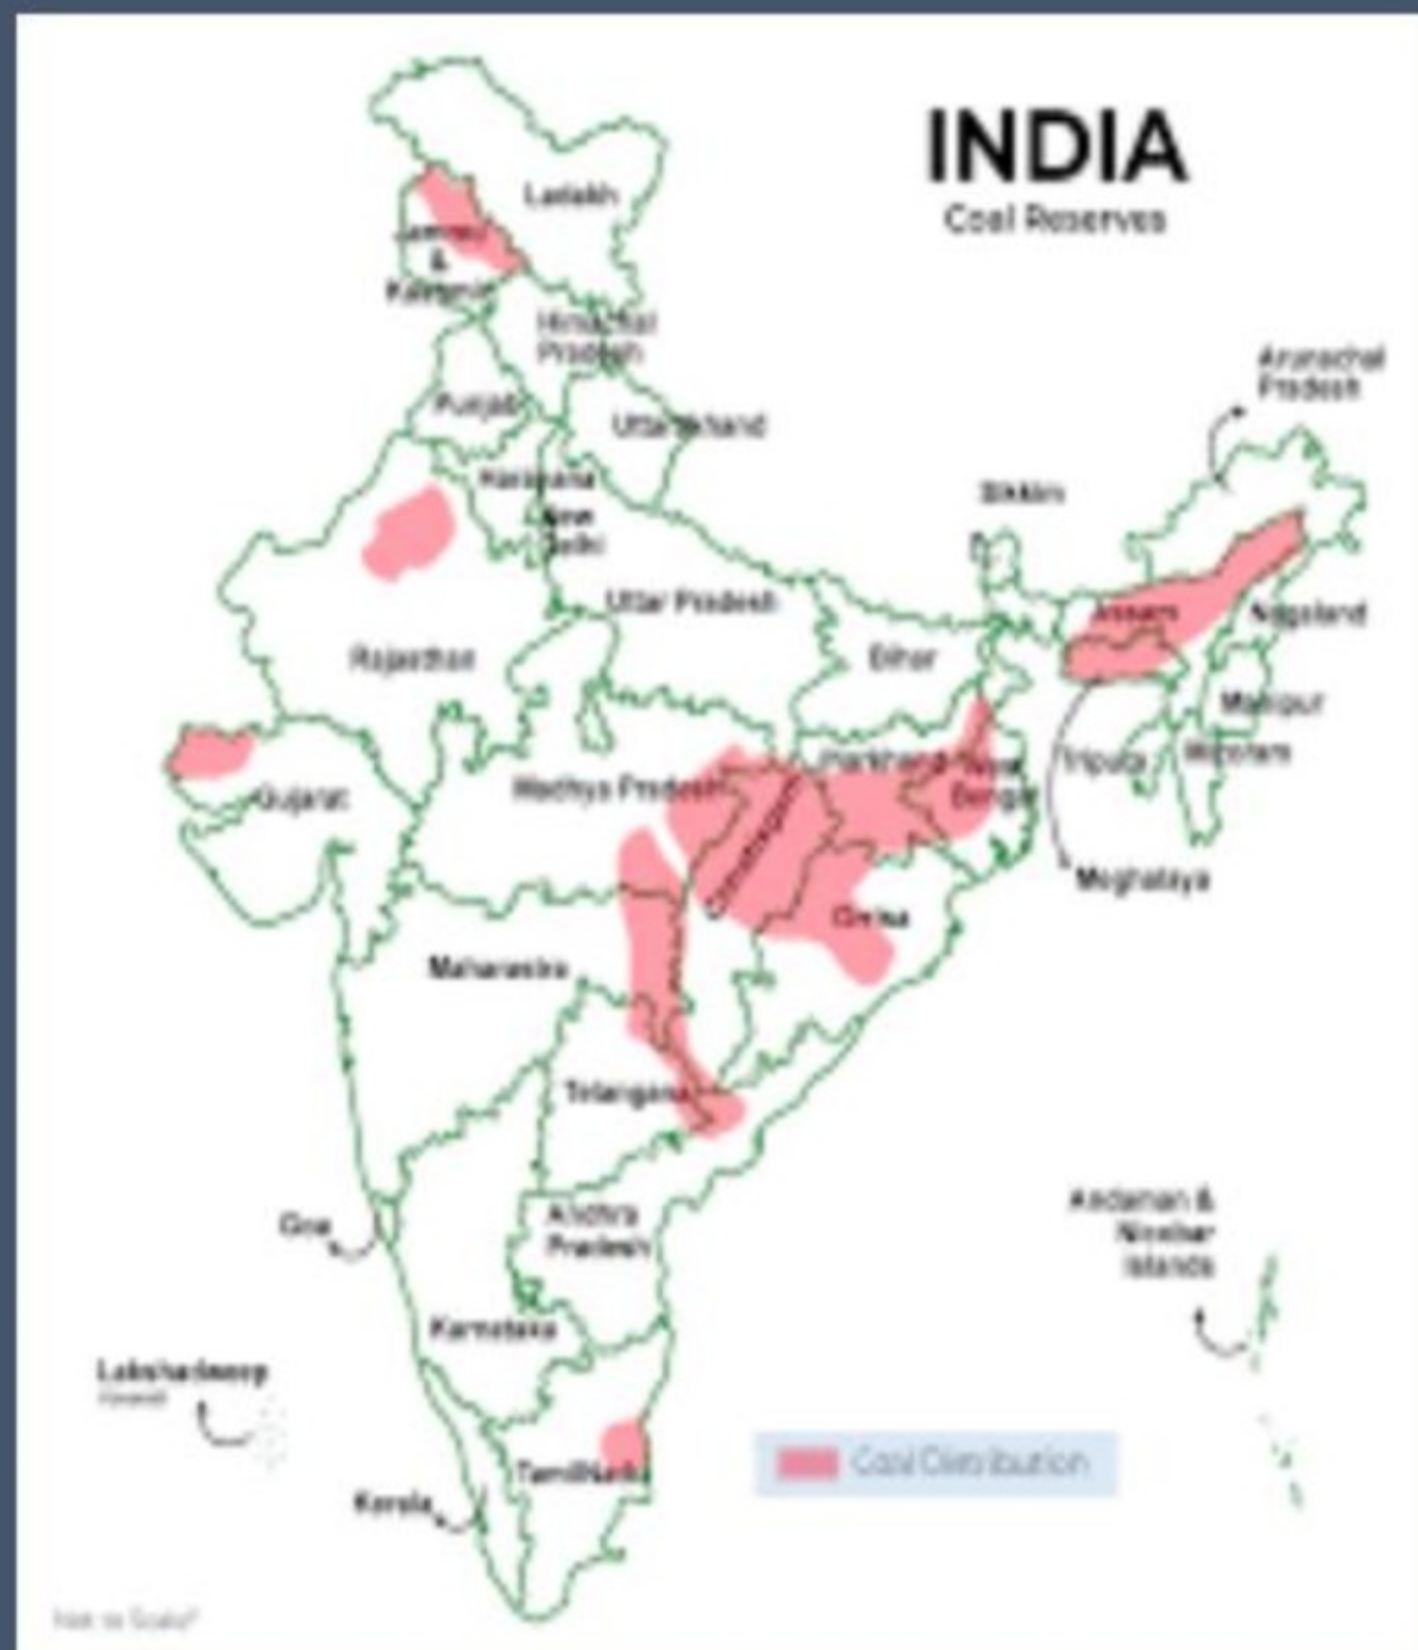 INDIA
Coal Reserves
Ladakh
Jammu
&
Kashmir
Himachal
Pradesh
Arunachal
Pradesh
Punjab
Uttarakhand
Haryana
Sikkim
New
Delhi
Uttar Pradesh
Assam
Nagaland
Rajasthan
Bihar
Manipur
Jharkhand
West
Bengal
Tripura
Mizoram
Madhya Pradesh
Gujarat
Chhattisgarh
Meghalaya
Orissa
Maharastra
Telangana
Goa
Andhra
Pradesh
Andaman &
Nicobar
Islands
Karnataka
Lakshadweep
Coal Distribution
TamilNadu
Kerala